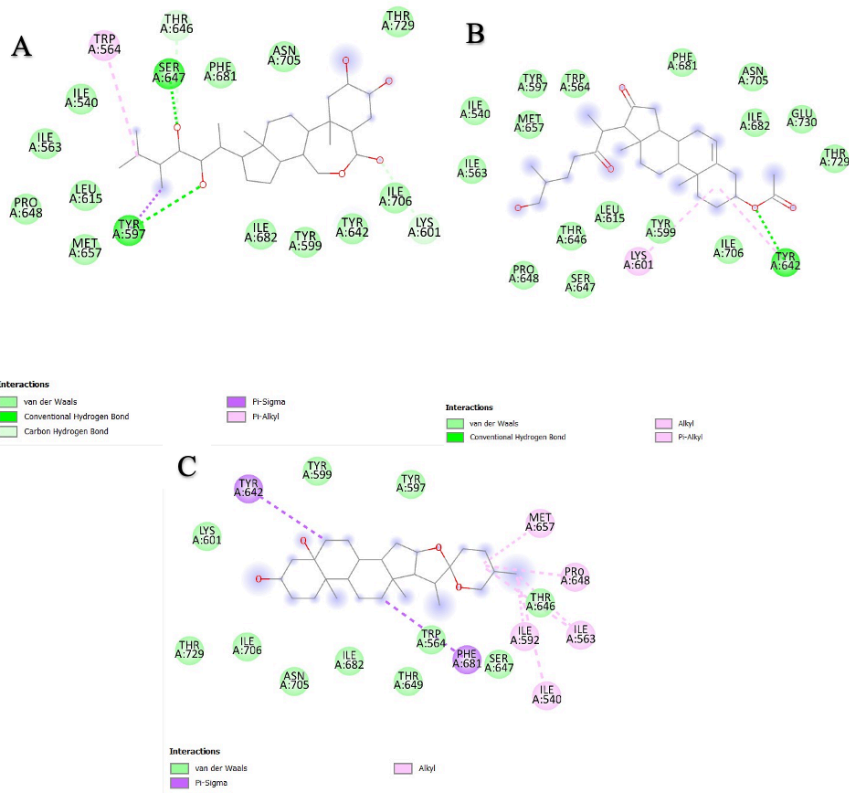 A
THR
A:646
THR
A:729
TRP
A:564
SER
A:647
PHE
A:681
ASN
A:705
ILE
A:540
ILE
A:563
PRO
A:648
LEU
A:615
MET
A:657
TYR
A:597
ILE
A:682
TYR
A:599
TYR
A:642
ILE
A:706
LYS
A:601
O
O
O
O
O
O
Interactions
van der Waals
Conventional Hydrogen Bond
Carbon Hydrogen Bond
Pi-Sigma
Pi-Alkyl
B
PHE
A:681
ASN
A:705
TYR
A:597
TRP
A:564
ILE
A:540
MET
A:657
ILE
A:682
GLU
A:730
ILE
A:563
THR
A:729
LEU
A:615
THR
A:646
TYR
A:599
LYS
A:601
ILE
A:706
TYR
A:642
PRO
A:648
SER
A:647
O
O
O
O
O
Interactions
van der Waals
Conventional Hydrogen Bond
Alkyl
Pi-Alkyl
C
TYR
A:642
TYR
A:599
TYR
A:597
LYS
A:601
MET
A:657
PRO
A:648
THR
A:646
ILE
A:592
ILE
A:563
TRP
A:564
PHE
A:681
SER
A:647
THR
A:729
ILE
A:706
ASN
A:705
ILE
A:682
THR
A:649
ILE
A:540
O
O
O
O
Interactions
van der Waals
Pi-Sigma
Alkyl